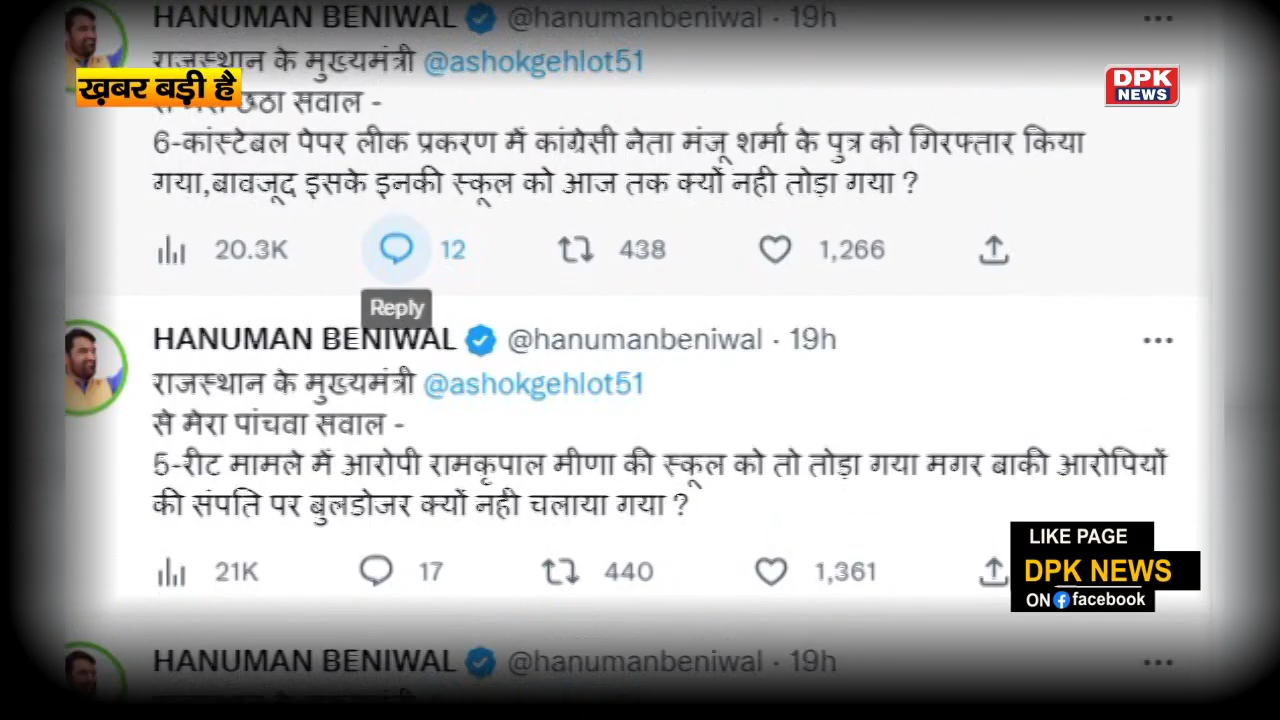 HANUMAN BENIWAL @hanumanbeniwal · 19h
राजस्थान के मुख्यमंत्री @ashokgehlot51
ख़बर बड़ी है
DPK
NEWS
छठा सवाल -
6-कांस्टेबल पेपर लीक प्रकरण में कांग्रेसी नेता मंजू शर्मा के पुत्र को गिरफ्तार किया
गया,बावजूद इसके इनकी स्कूल को आज तक क्यों नही तोड़ा गया ?
20.3K 12 438 1,266
Reply
HANUMAN BENIWAL @hanumanbeniwal · 19h
राजस्थान के मुख्यमंत्री @ashokgehlot51
से मेरा पांचवा सवाल -
5-रीट मामले में आरोपी रामकृपाल मीणा की स्कूल को तो तोड़ा गया मगर बाकी आरोपियों
की संपति पर बुलडोजर क्यों नही चलाया गया ?
21K 17 440 1,361
LIKE PAGE
DPK NEWS
ON facebook
HANUMAN BENIWAL @hanumanbeniwal · 19h